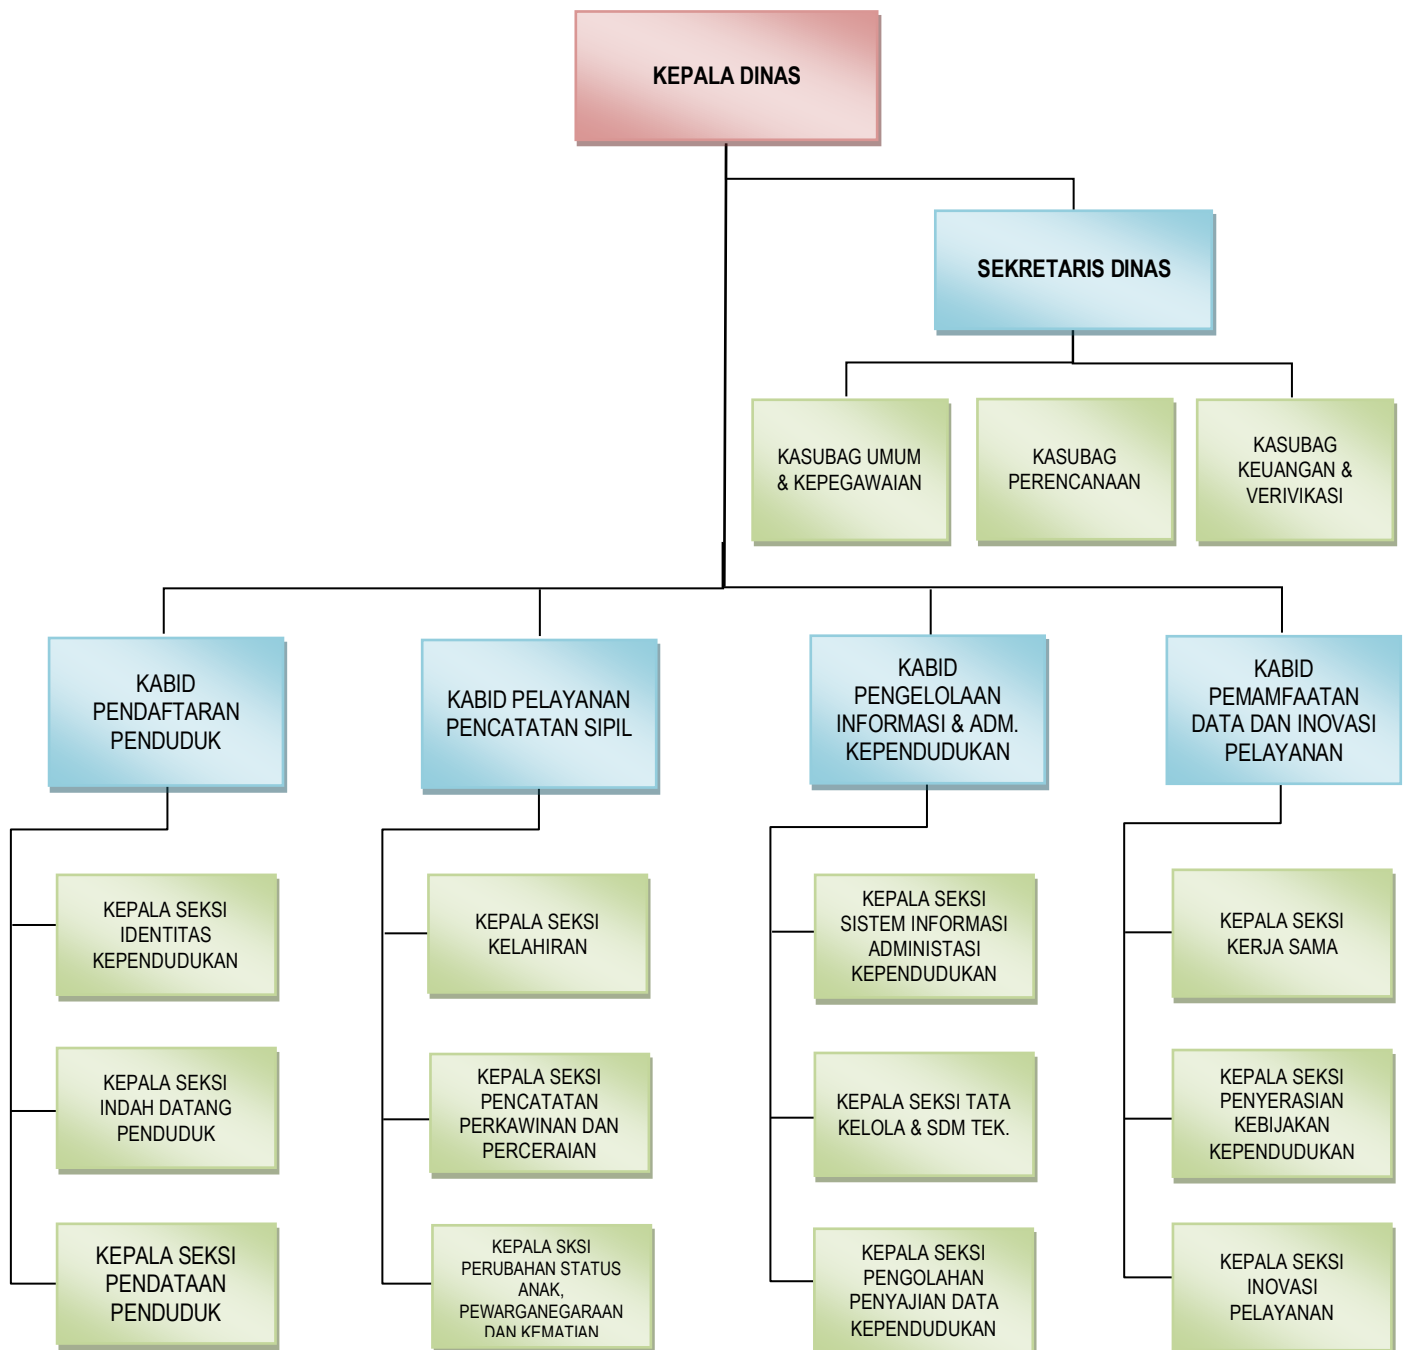 KEPALA DINAS
SEKRETARIS DINAS
KASUBAG UMUM
& KEPEGAWAIAN
KASUBAG
PERENCANAAN
KASUBAG
KEUANGAN &
VERIVIKASI
KABID
PENDAFTARAN
PENDUDUK
KABID PELAYANAN
PENCATATAN SIPIL
KABID
PENGELOLAAN
INFORMASI & ADM.
KEPENDUDUKAN
KABID
PEMAMFAATAN
DATA DAN INOVASI
PELAYANAN
KEPALA SEKSI
IDENTITAS
KEPENDUDUKAN
KEPALA SEKSI
KELAHIRAN
KEPALA SEKSI
SISTEM INFORMASI
ADMINISTASI
KEPENDUDUKAN
KEPALA SEKSI
KERJA SAMA
KEPALA SEKSI
INDAH DATANG
PENDUDUK
KEPALA SEKSI
PENCATATAN
PERKAWINAN DAN
PERCERAIAN
KEPALA SEKSI TATA
KELOLA & SDM TEK.
KEPALA SEKSI
PENYERASIAN
KEBIJAKAN
KEPENDUDUKAN
KEPALA SEKSI
PENDATAAN
PENDUDUK
KEPALA SKSI
PERUBAHAN STATUS
ANAK,
PEWARGANEGARAAN
DAN KEMATIAN
KEPALA SEKSI
PENGOLAHAN
PENYAJIAN DATA
KEPENDUDUKAN
KEPALA SEKSI
INOVASI
PELAYANAN